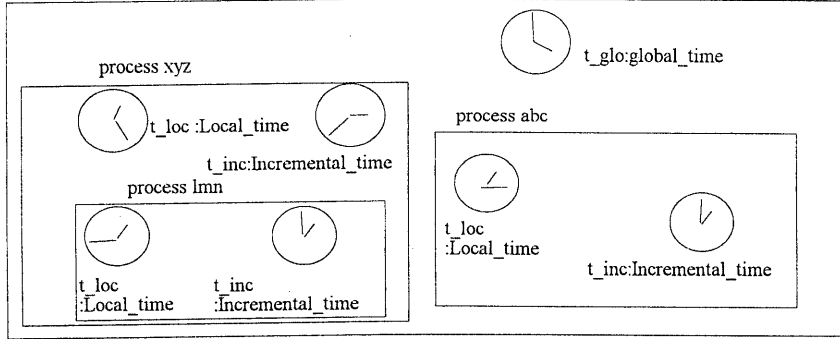 t_glo:global_time
process xyz
t_loc :Local_time
t_inc:Incremental_time
process lmn
t_loc
:Local_time
t_inc
:Incremental_time
process abc
t_loc
:Local_time
t_inc:Incremental_time